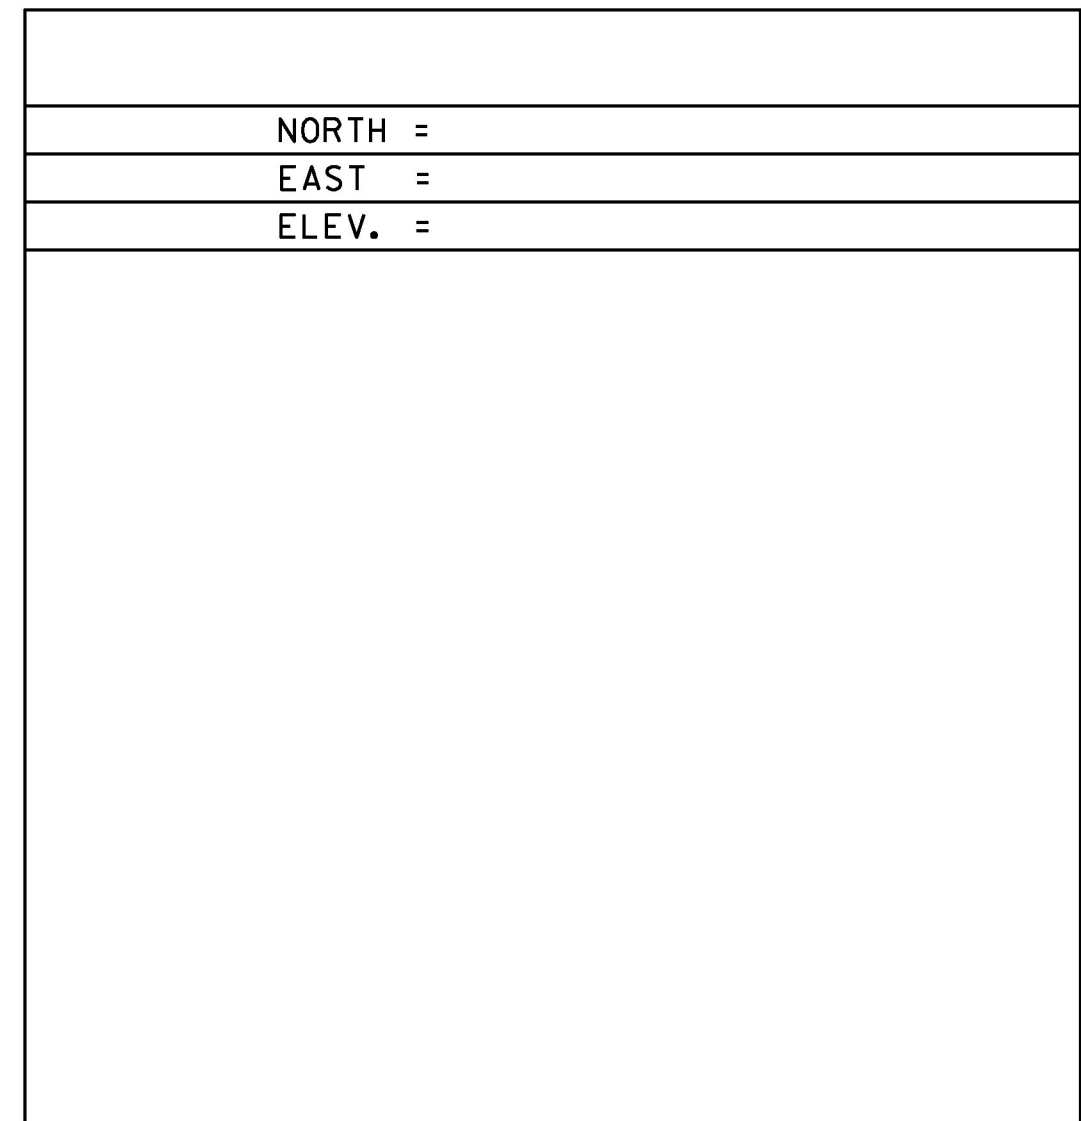 NORTH =
EAST =
ELEV. =